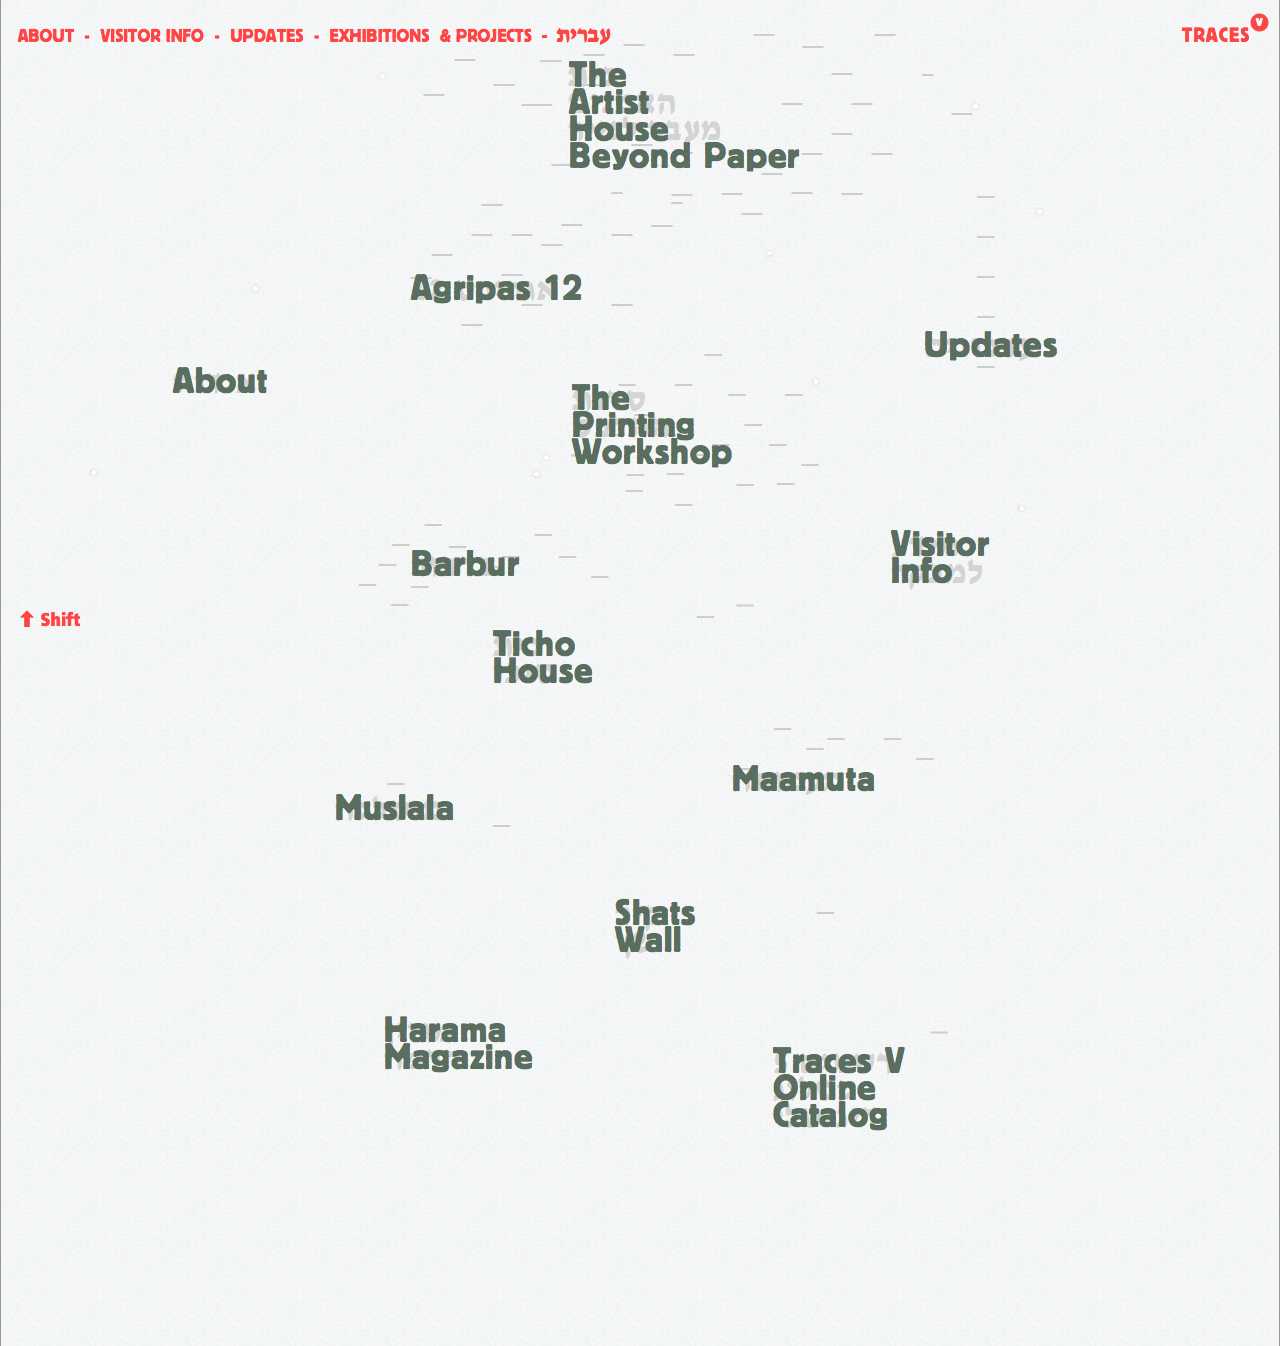 ABOUT - VISITOR INFO - UPDATES - EXHIBITIONS & PROJECTS - עברית
TRACES V
The
Artist
House
Beyond Paper
Agripas 12
Updates
About
The
Printing
Workshop
Visitor
Info
Barbur
⬆ Shift
Ticho
House
Maamuta
Muslala
Shats
Wall
Harama
Magazine
Traces V
Online
Catalog